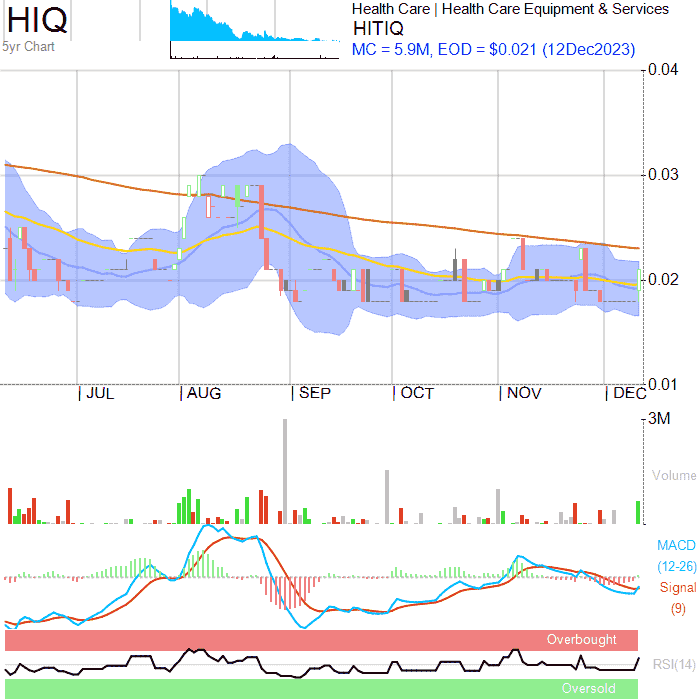 HIQ
5yr Chart
Health Care | Health Care Equipment & Services
HITIQ
MC = 5.9M, EOD = $0.021 (12Dec2023)
0.04
0.03
0.02
0.01
JUL AUG SEP OCT NOV DEC
3M
Volume
MACD
(12-26)
Signal
(9)
Overbought
RSI(14)
Oversold